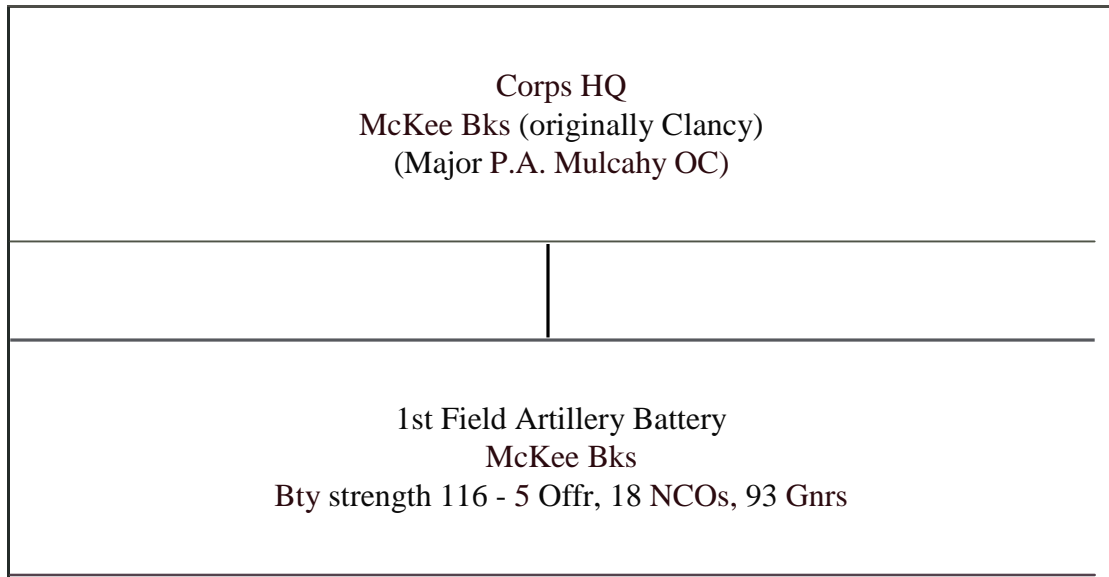 Corps HQ
McKee Bks (originally Clancy)
(Major P.A. Mulcahy OC)
1st Field Artillery Battery
McKee Bks
Bty strength 116 - 5 Offr, 18 NCOs, 93 Gnrs